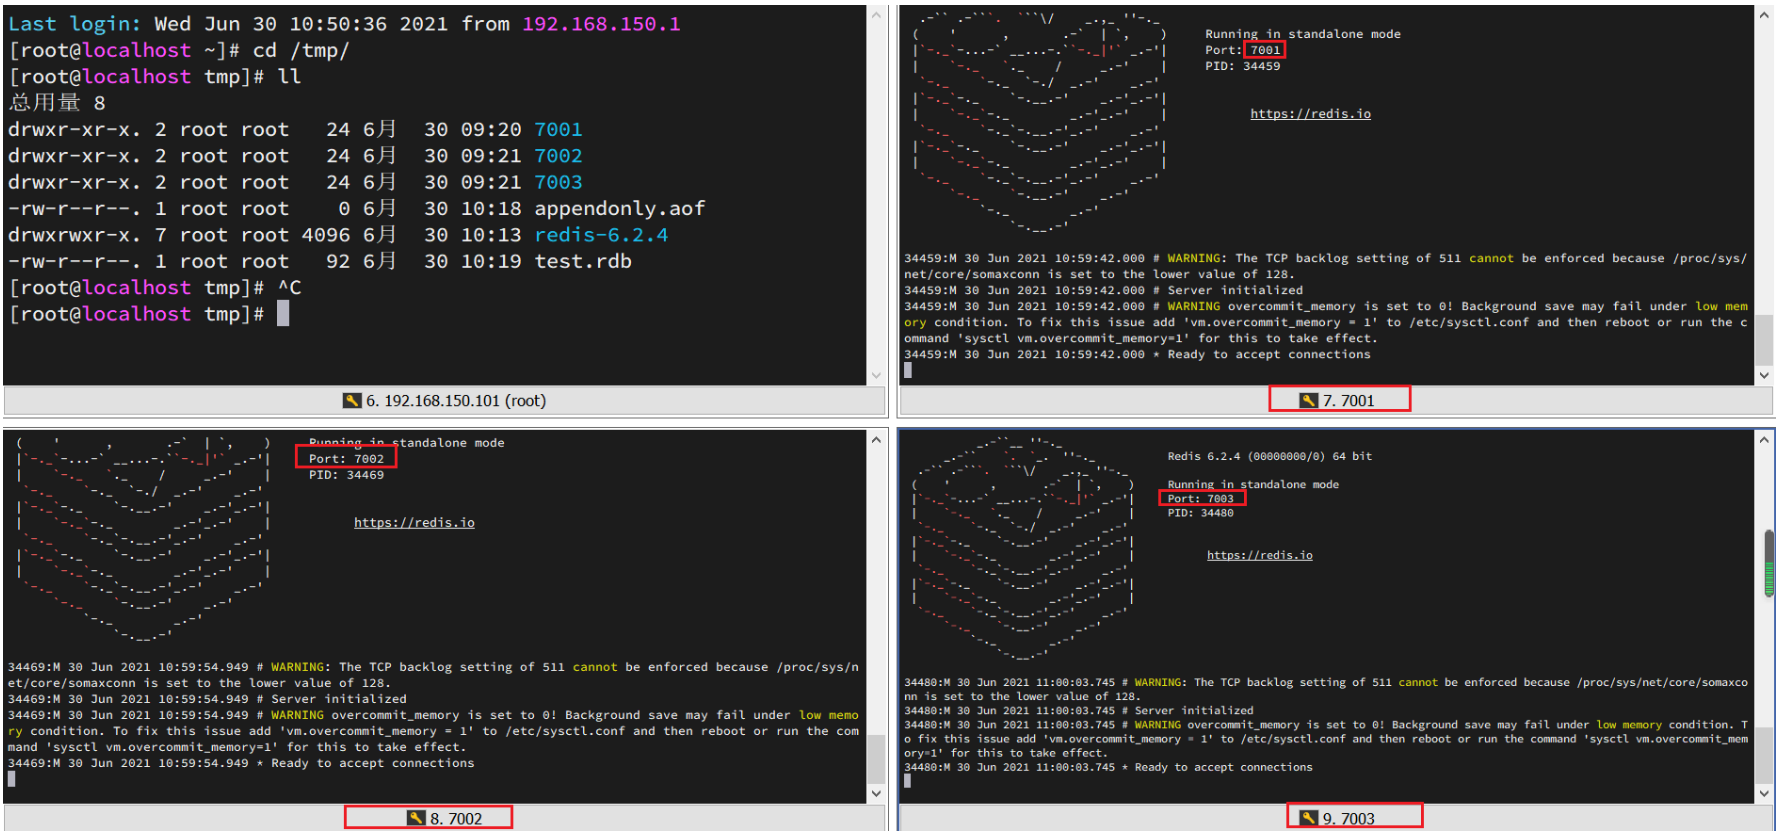 Last login: Wed Jun 30 10:50:36 2021 from 192.168.150.1
[root@localhost ~]# cd /tmp/
[root@localhost tmp]# ll
总用量 8
drwxr-xr-x. 2 root root   24 6月  30 09:20 7001
drwxr-xr-x. 2 root root   24 6月  30 09:21 7002
drwxr-xr-x. 2 root root   24 6月  30 09:21 7003
-rw-r--r--. 1 root root    0 6月  30 10:18 appendonly.aof
drwxrwxr-x. 7 root root 4096 6月  30 10:13 redis-6.2.4
-rw-r--r--. 1 root root   92 6月  30 10:19 test.rdb
[root@localhost tmp]# ^C
[root@localhost tmp]#
6. 192.168.150.101 (root)
Running in standalone mode
Port: 7001
PID: 34459
https://redis.io
34459:M 30 Jun 2021 10:59:42.000 # WARNING: The TCP backlog setting of 511 cannot be enforced because /proc/sys/
net/core/somaxconn is set to the lower value of 128.
34459:M 30 Jun 2021 10:59:42.000 # Server initialized
34459:M 30 Jun 2021 10:59:42.000 # WARNING overcommit_memory is set to 0! Background save may fail under low mem
ory condition. To fix this issue add 'vm.overcommit_memory = 1' to /etc/sysctl.conf and then reboot or run the c
ommand 'sysctl vm.overcommit_memory=1' for this to take effect.
34459:M 30 Jun 2021 10:59:42.000 * Ready to accept connections
7. 7001
Running in standalone mode
Port: 7002
PID: 34469
https://redis.io
34469:M 30 Jun 2021 10:59:54.949 # WARNING: The TCP backlog setting of 511 cannot be enforced because /proc/sys/n
et/core/somaxconn is set to the lower value of 128.
34469:M 30 Jun 2021 10:59:54.949 # Server initialized
34469:M 30 Jun 2021 10:59:54.949 # WARNING overcommit_memory is set to 0! Background save may fail under low memo
ry condition. To fix this issue add 'vm.overcommit_memory = 1' to /etc/sysctl.conf and then reboot or run the com
mand 'sysctl vm.overcommit_memory=1' for this to take effect.
34469:M 30 Jun 2021 10:59:54.949 * Ready to accept connections
8. 7002
Redis 6.2.4 (00000000/0) 64 bit
Running in standalone mode
Port: 7003
PID: 34480
https://redis.io
34480:M 30 Jun 2021 11:00:03.745 # WARNING: The TCP backlog setting of 511 cannot be enforced because /proc/sys/net/core/somaxco
nn is set to the lower value of 128.
34480:M 30 Jun 2021 11:00:03.745 # Server initialized
34480:M 30 Jun 2021 11:00:03.745 # WARNING overcommit_memory is set to 0! Background save may fail under low memory condition. T
o fix this issue add 'vm.overcommit_memory = 1' to /etc/sysctl.conf and then reboot or run the command 'sysctl vm.overcommit_mem
ory=1' for this to take effect.
34480:M 30 Jun 2021 11:00:03.745 * Ready to accept connections
9. 7003